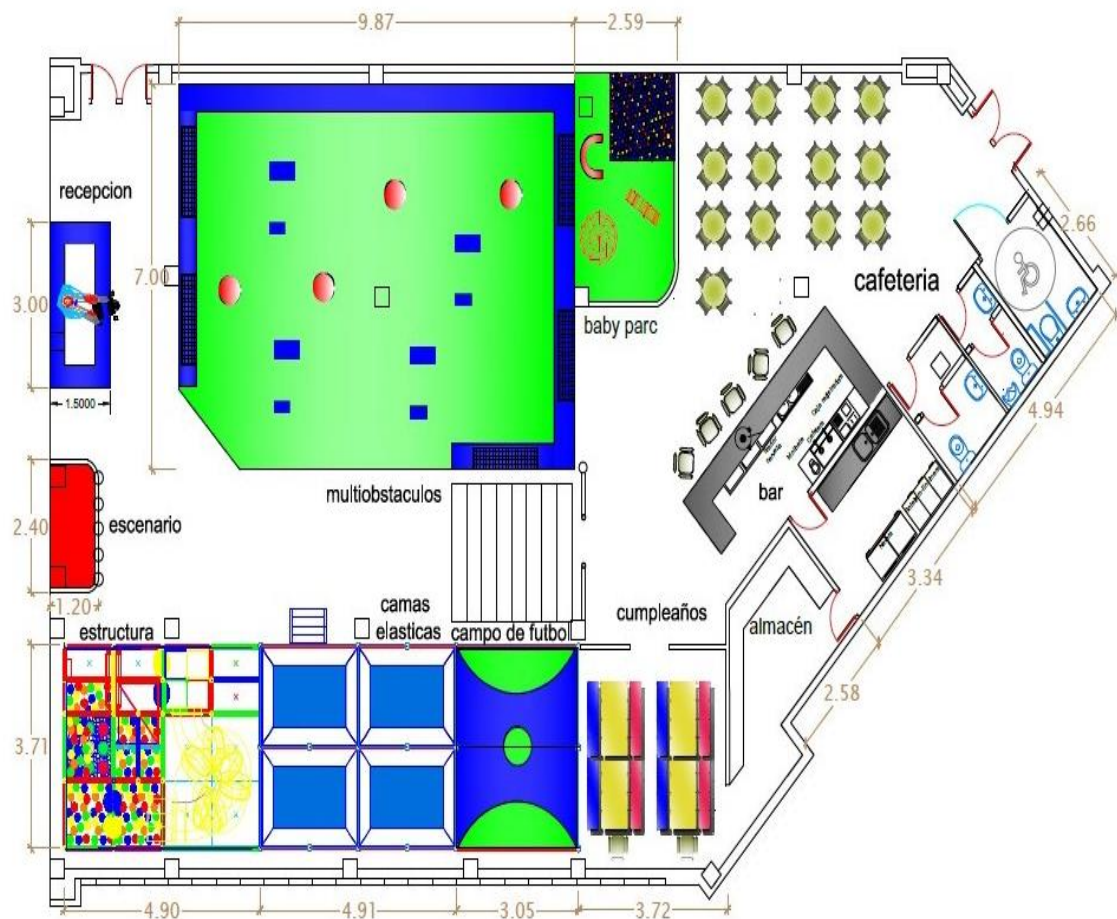 9.87
2.59
recepcion
3.00
7.00
1.5000
baby parc
cafeteria
2.66
4.94
multiobstaculos
bar
2.40
escenario
1.20
3.34
estructura
camas
elasticas
campo de futbo
cumpleaños
almacén
2.58
3.71
4.90
4.91
3.05
3.72